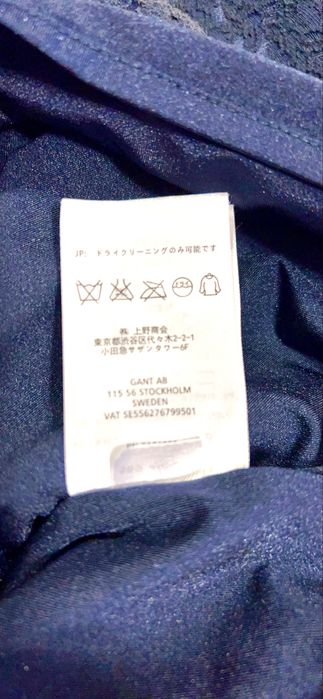 JP: ドライクリーニングのみ可能です
㈱ 上野商会
東京都渋谷区代々木2-2-1
小田急サザンタワー6F
GANT AB
115 56 STOCKHOLM
SWEDEN
VAT SE556276799501